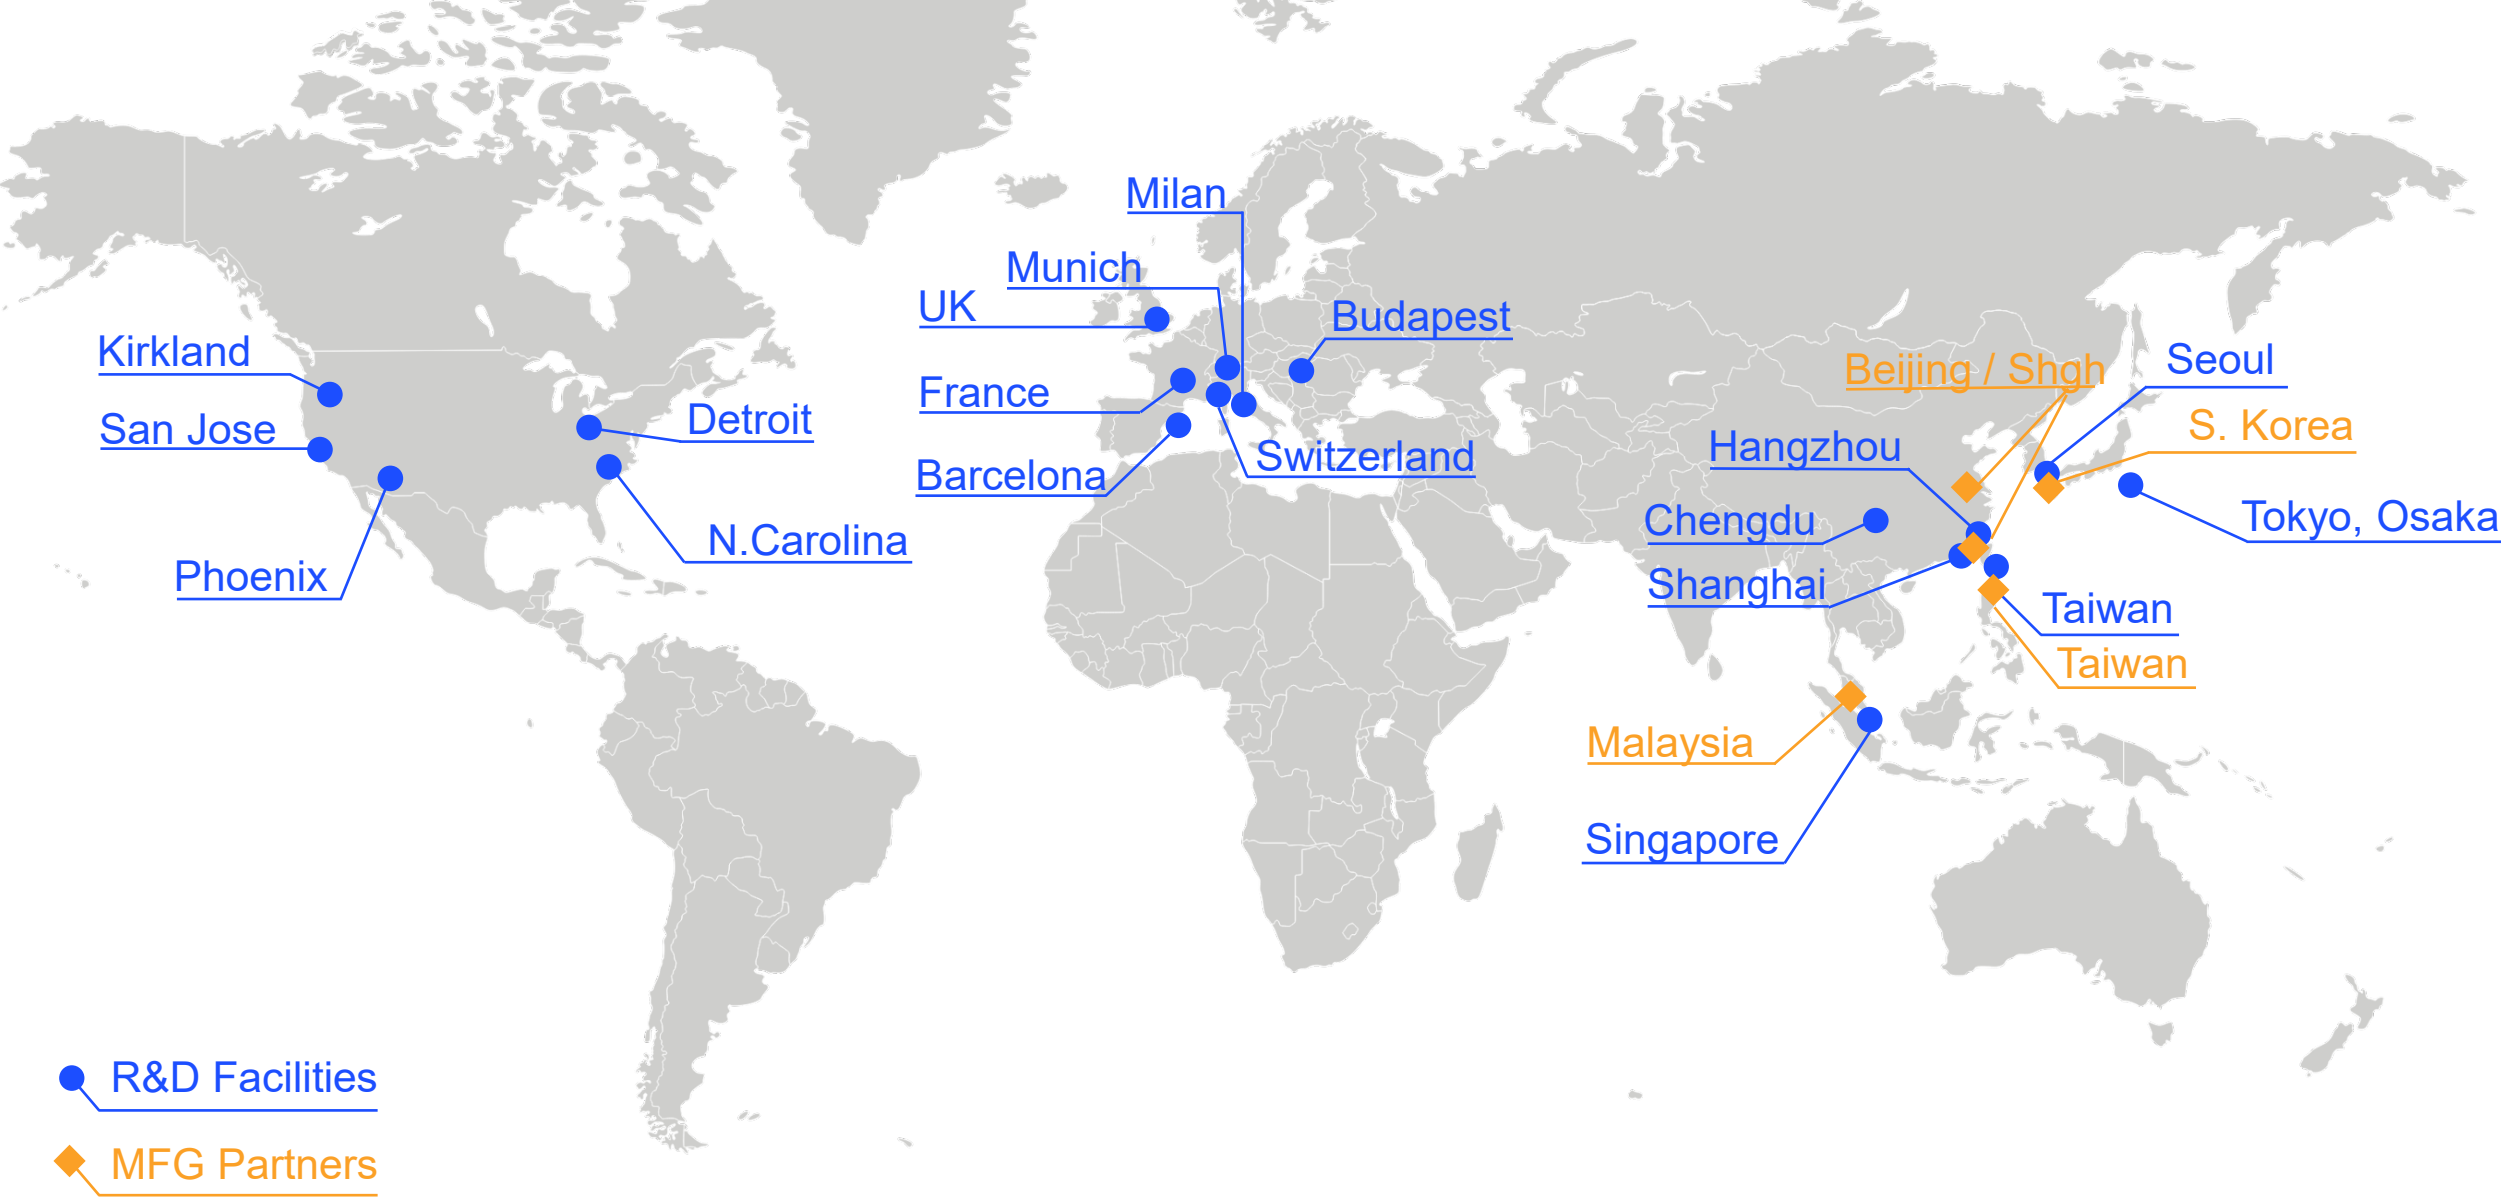 Milan
Munich
UK
Budapest
Kirkland
Beijing / Shgh
Seoul
France
San Jose
Detroit
S. Korea
Hangzhou
Switzerland
Barcelona
Chengdu
Tokyo, Osaka
N.Carolina
Phoenix
Shanghai
Taiwan
Taiwan
Malaysia
Singapore
R&D Facilities
MFG Partners